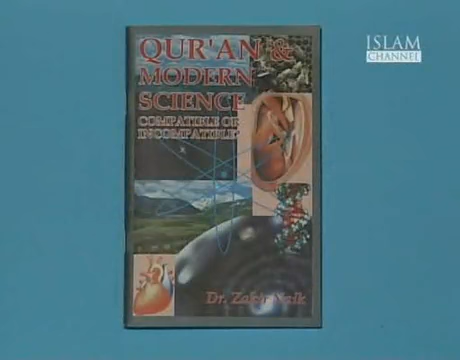 QUR'AN &
MODERN
SCIENCE
COMPATIBLE OR
INCOMPATIBLE?
Dr. Zakir Naik
ISLAM
CHANNEL